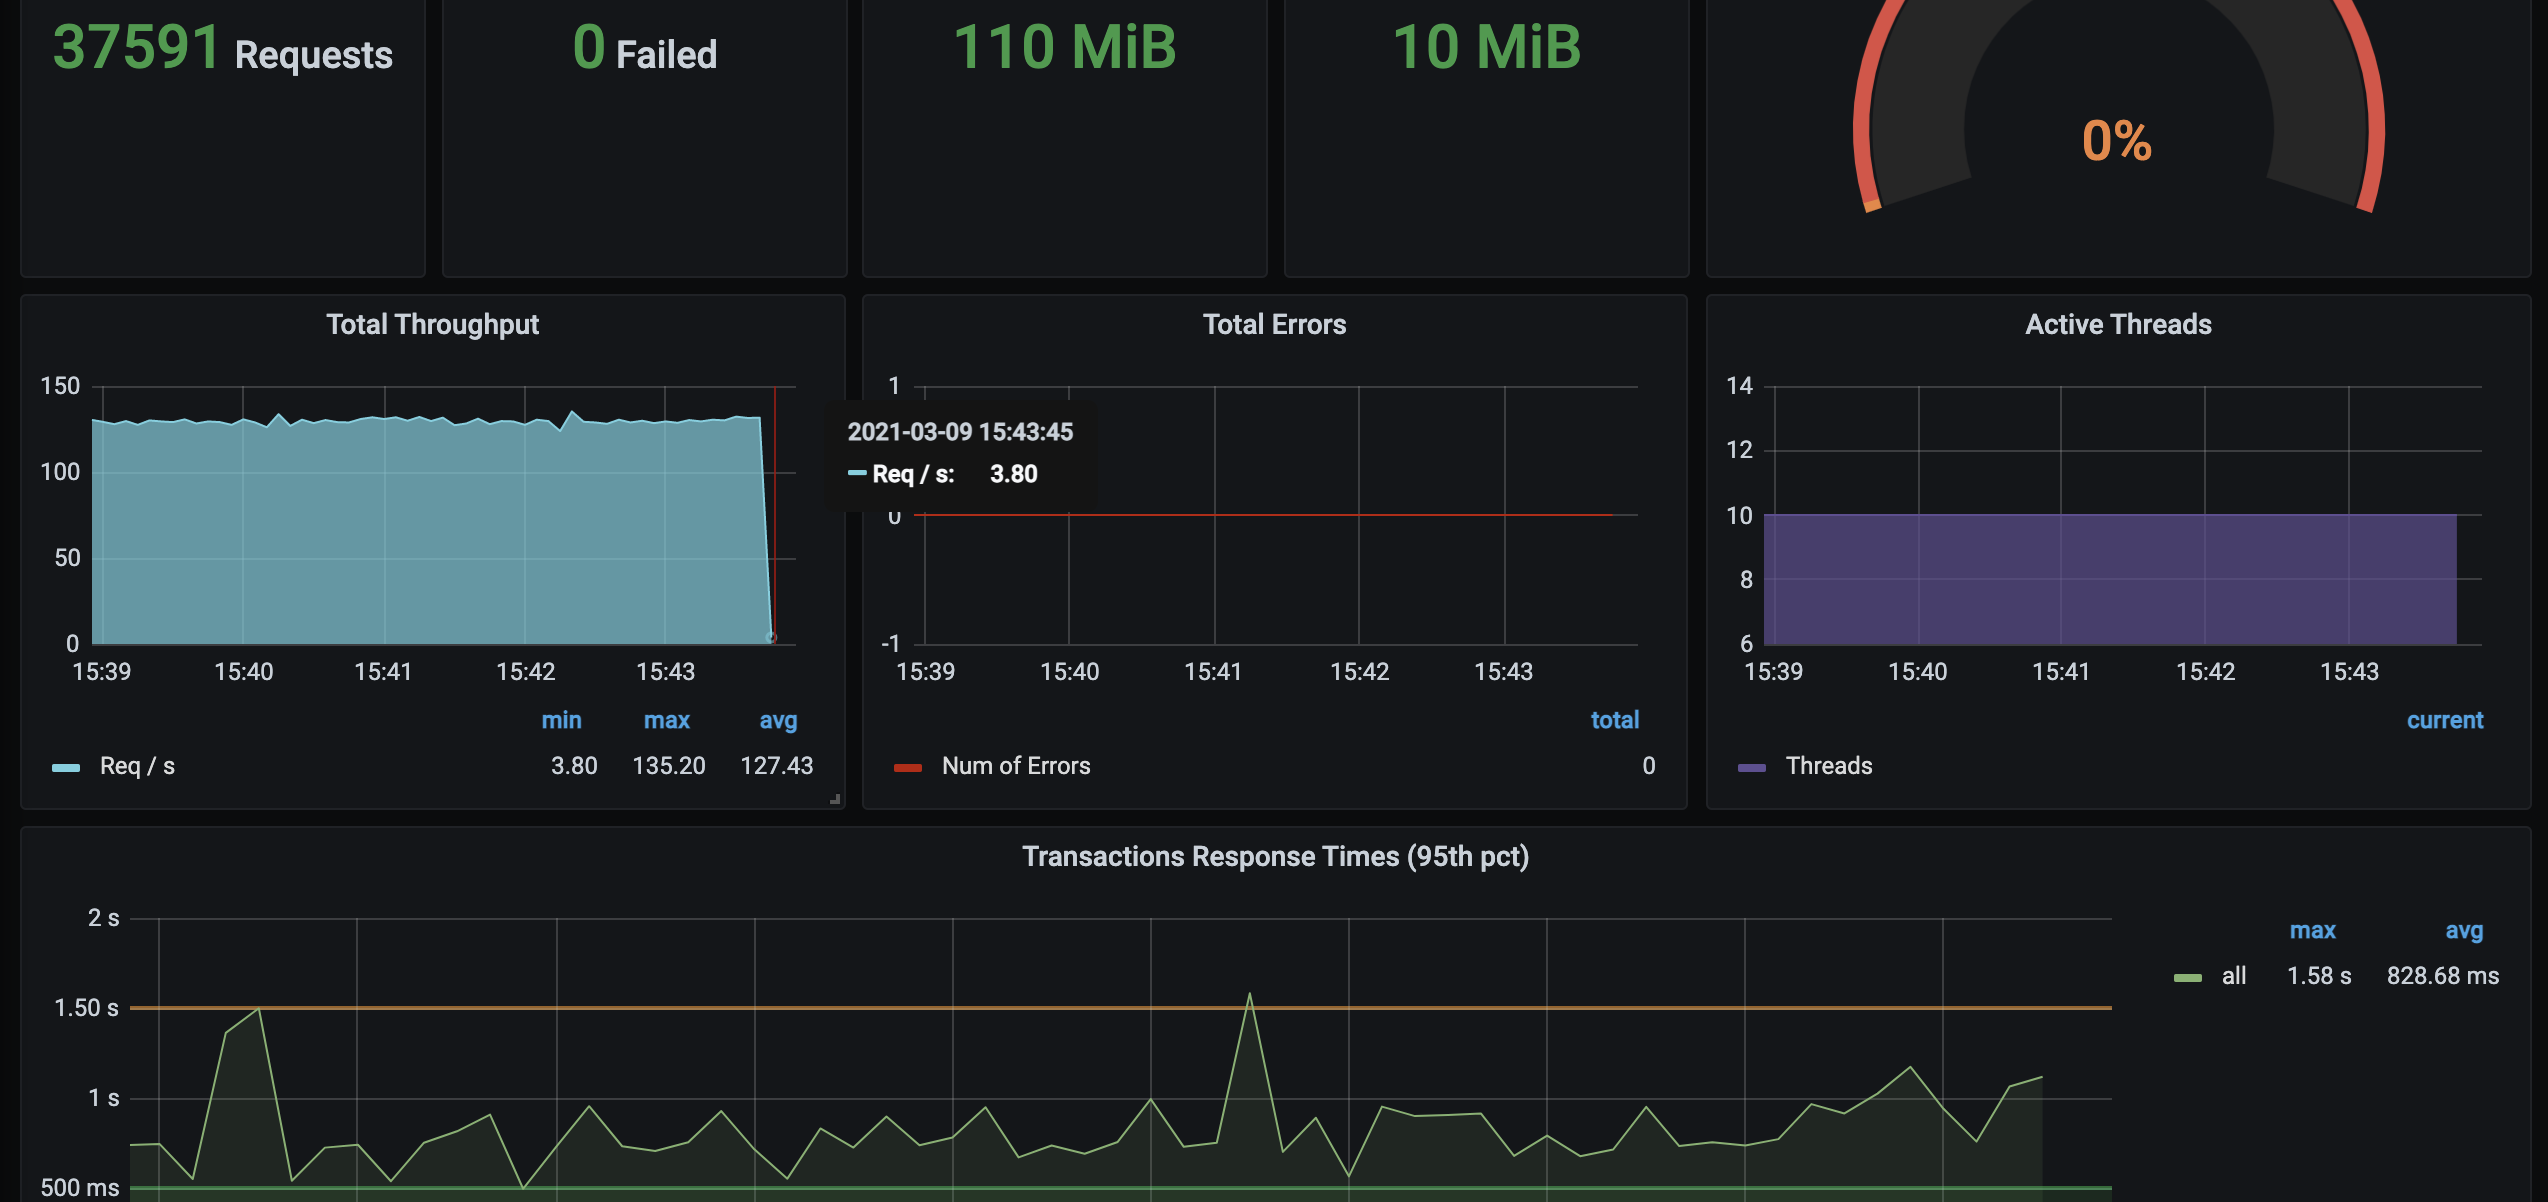 37591 Requests
0 Failed
110 MiB
10 MiB
0%
Total Throughput
150
100
50
0
15:39 15:40 15:41 15:42 15:43
min max avg
Req / s 3.80 135.20 127.43
Total Errors
1
0
-1
15:39 15:40 15:41 15:42 15:43
total
Num of Errors 0
2021-03-09 15:43:45
Req / s: 3.80
Active Threads
14
12
10
8
6
15:39 15:40 15:41 15:42 15:43
current
Threads
Transactions Response Times (95th pct)
2 s
1.50 s
1 s
500 ms
max avg
all 1.58 s 828.68 ms